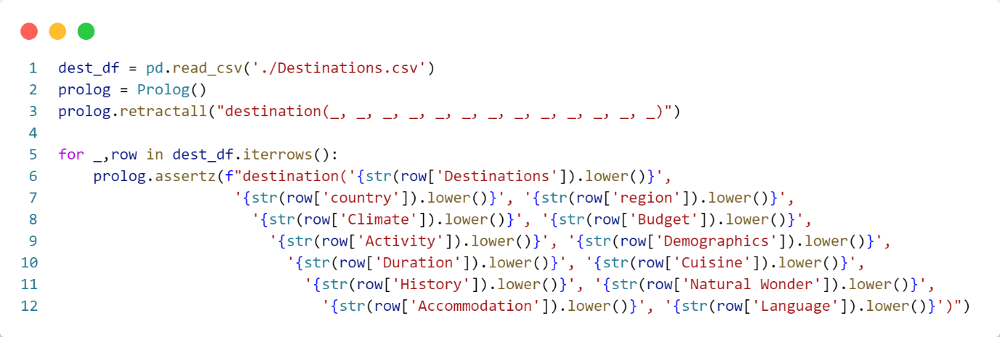 1 dest_df = pd.read_csv('./Destinations.csv')
2 prolog = Prolog()
3 prolog.retractall("destination(_, _, _, _, _, _, _, _, _, _, _, _, _)")
4
5 for _,row in dest_df.iterrows():
6 prolog.assertz(f"destination('{str(row['Destinations']).lower()}',
7 '{str(row['country']).lower()}', '{str(row['region']).lower()}',
8 '{str(row['Climate']).lower()}', '{str(row['Budget']).lower()}',
9 '{str(row['Activity']).lower()}', '{str(row['Demographics']).lower()}',
10 '{str(row['Duration']).lower()}', '{str(row['Cuisine']).lower()}',
11 '{str(row['History']).lower()}', '{str(row['Natural Wonder']).lower()}',
12 '{str(row['Accommodation']).lower()}', '{str(row['Language']).lower()}')")